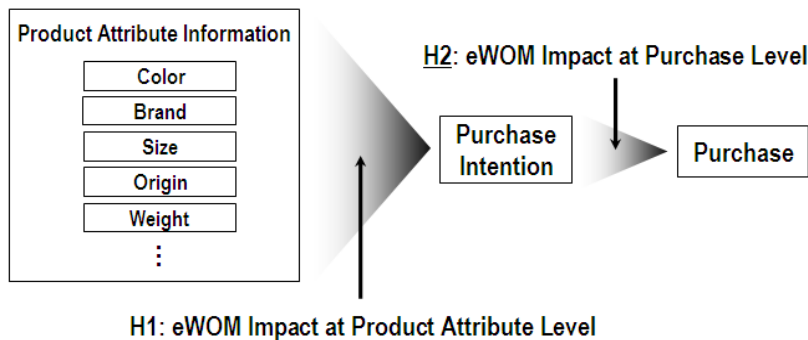 Product Attribute Information
Color
Brand
Size
Origin
Weight
⋮
H2: eWOM Impact at Purchase Level
Purchase
Intention
Purchase
H1: eWOM Impact at Product Attribute Level